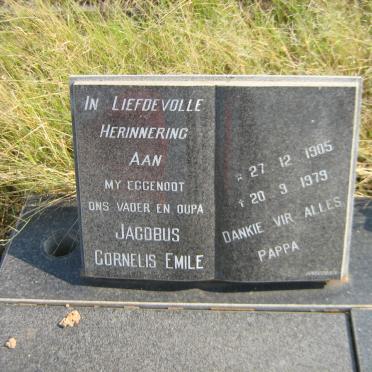 IN LIEFDEVOLLE
HERINNERING
AAN
MY EGGENOOT
ONS VADER EN OUPA
JACOBUS
CORNELIS EMILE
* 27 12 1905
† 20 9 1979
DANKIE VIR ALLES
PAPPA